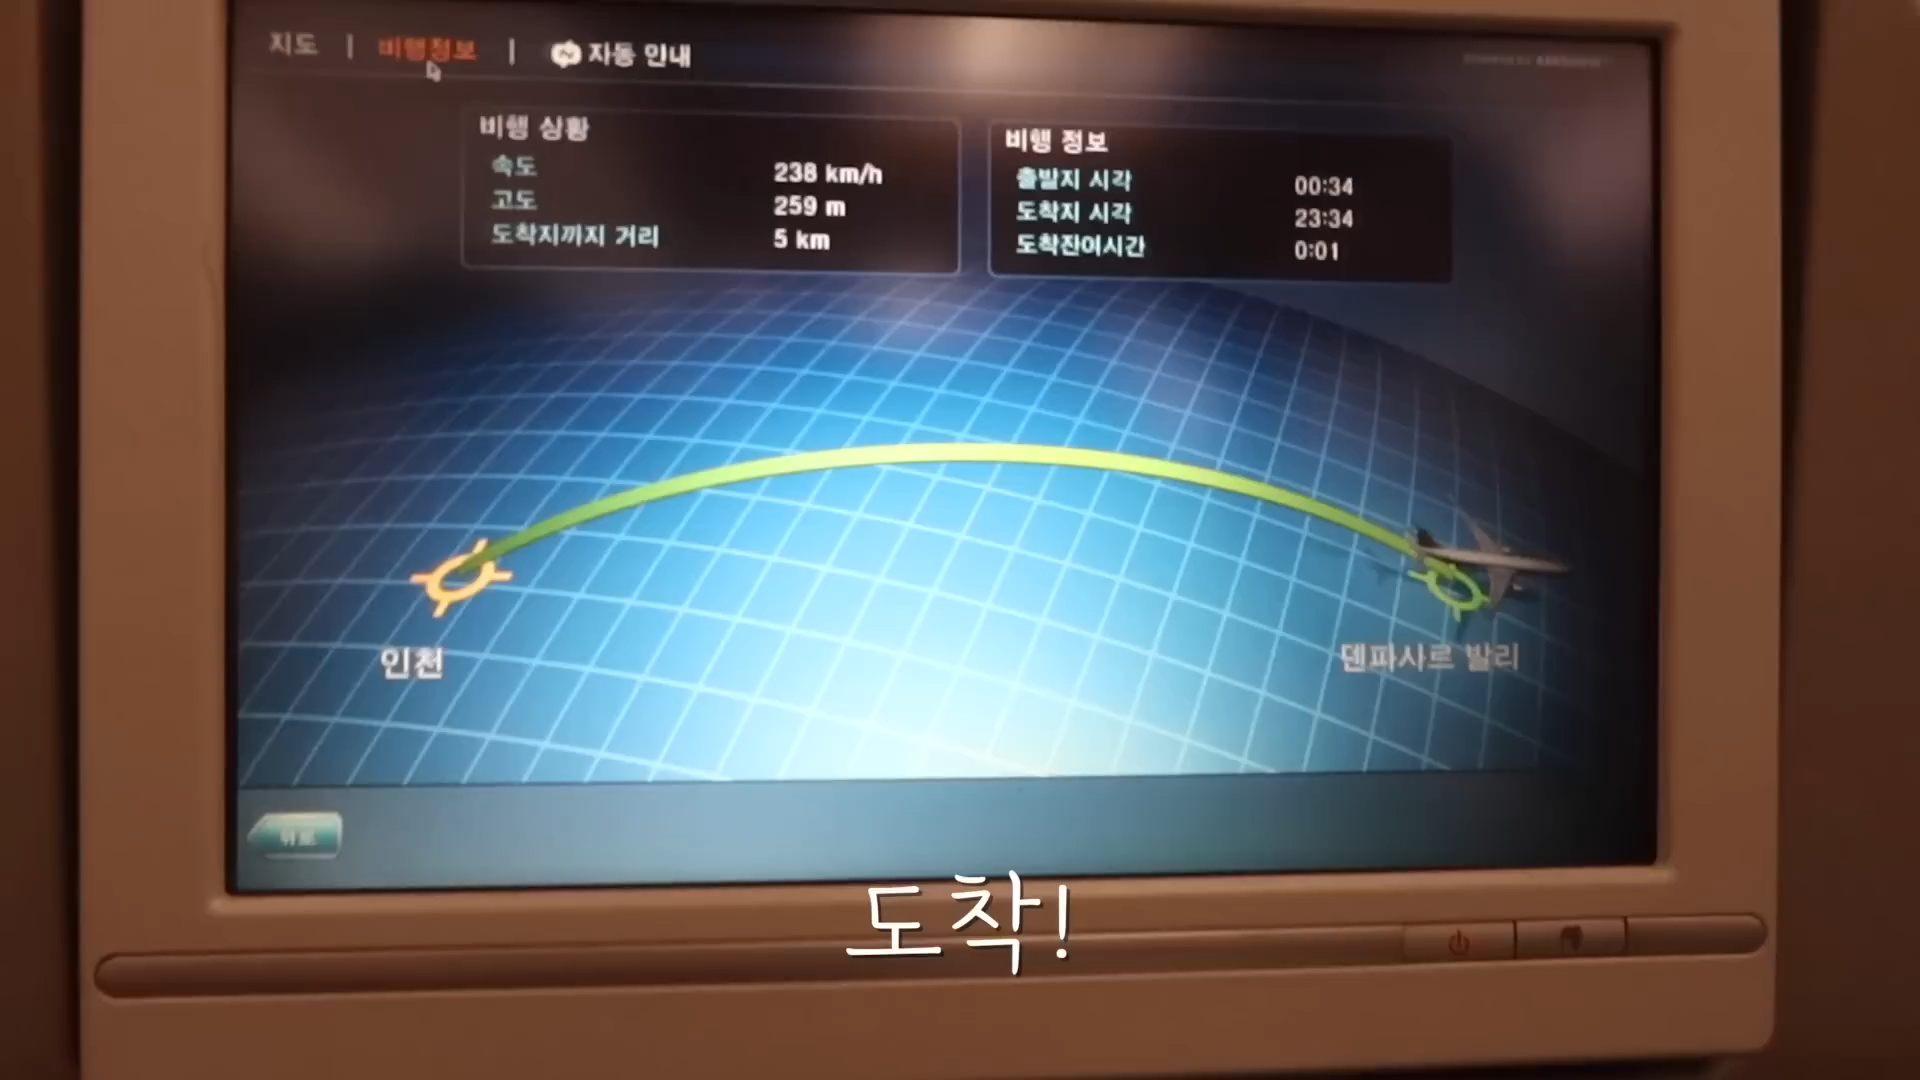 지도 | 비행정보 | 자동 안내
비행 상황
속도 238 km/h
고도 259 m
도착지까지 거리 5 km
비행 정보
출발지 시각 00:34
도착지 시각 23:34
도착잔여시간 0:01
인천
덴파사르 발리
뒤로
도착!